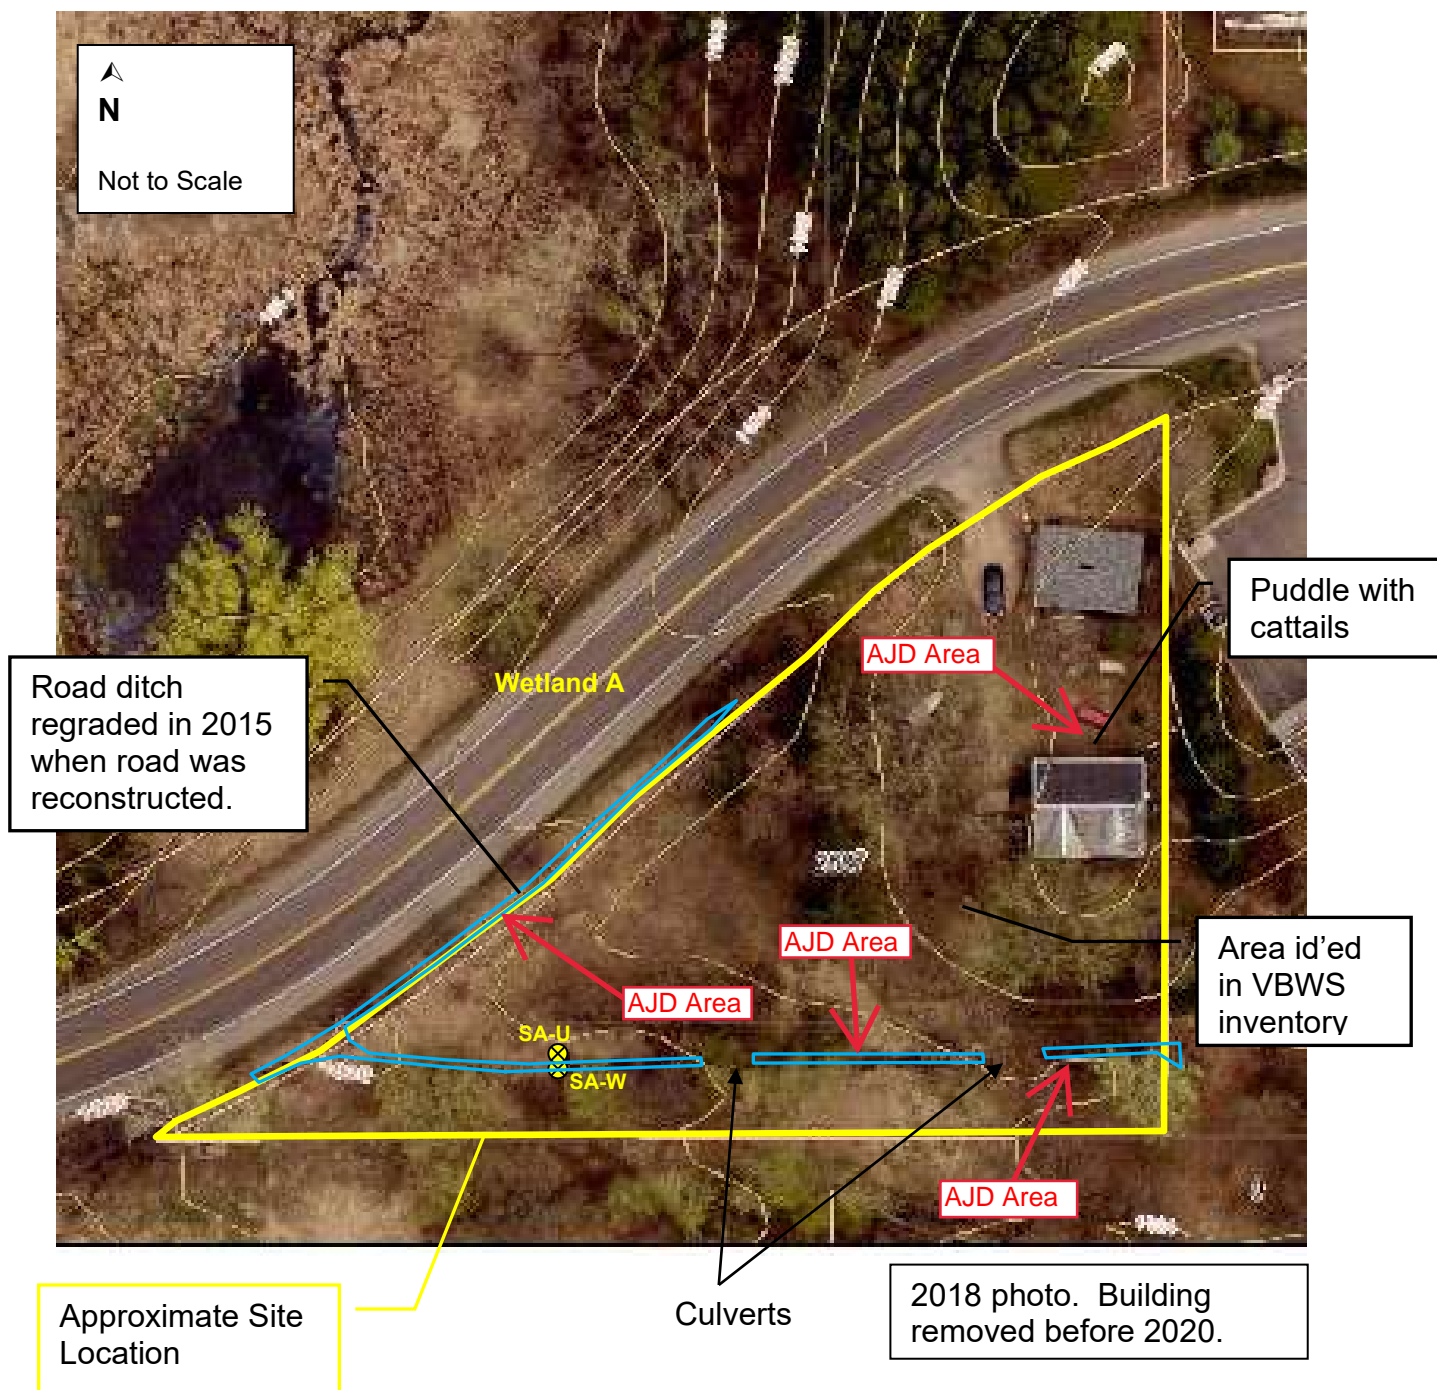 N
Not to Scale
Wetland A
Road ditch
regraded in 2015
when road was
reconstructed.
AJD Area
Puddle with
cattails
AJD Area
AJD Area
Area id'ed
in VBWS
inventory
SA-U
SA-W
AJD Area
Approximate Site
Location
Culverts
2018 photo.  Building
removed before 2020.